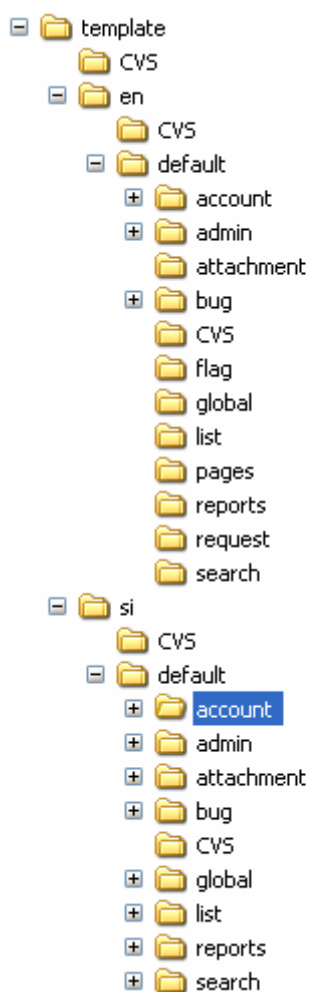 template
CVS
en
CVS
default
account
admin
attachment
bug
CVS
flag
global
list
pages
reports
request
search
si
CVS
default
account
admin
attachment
bug
CVS
global
list
reports
search